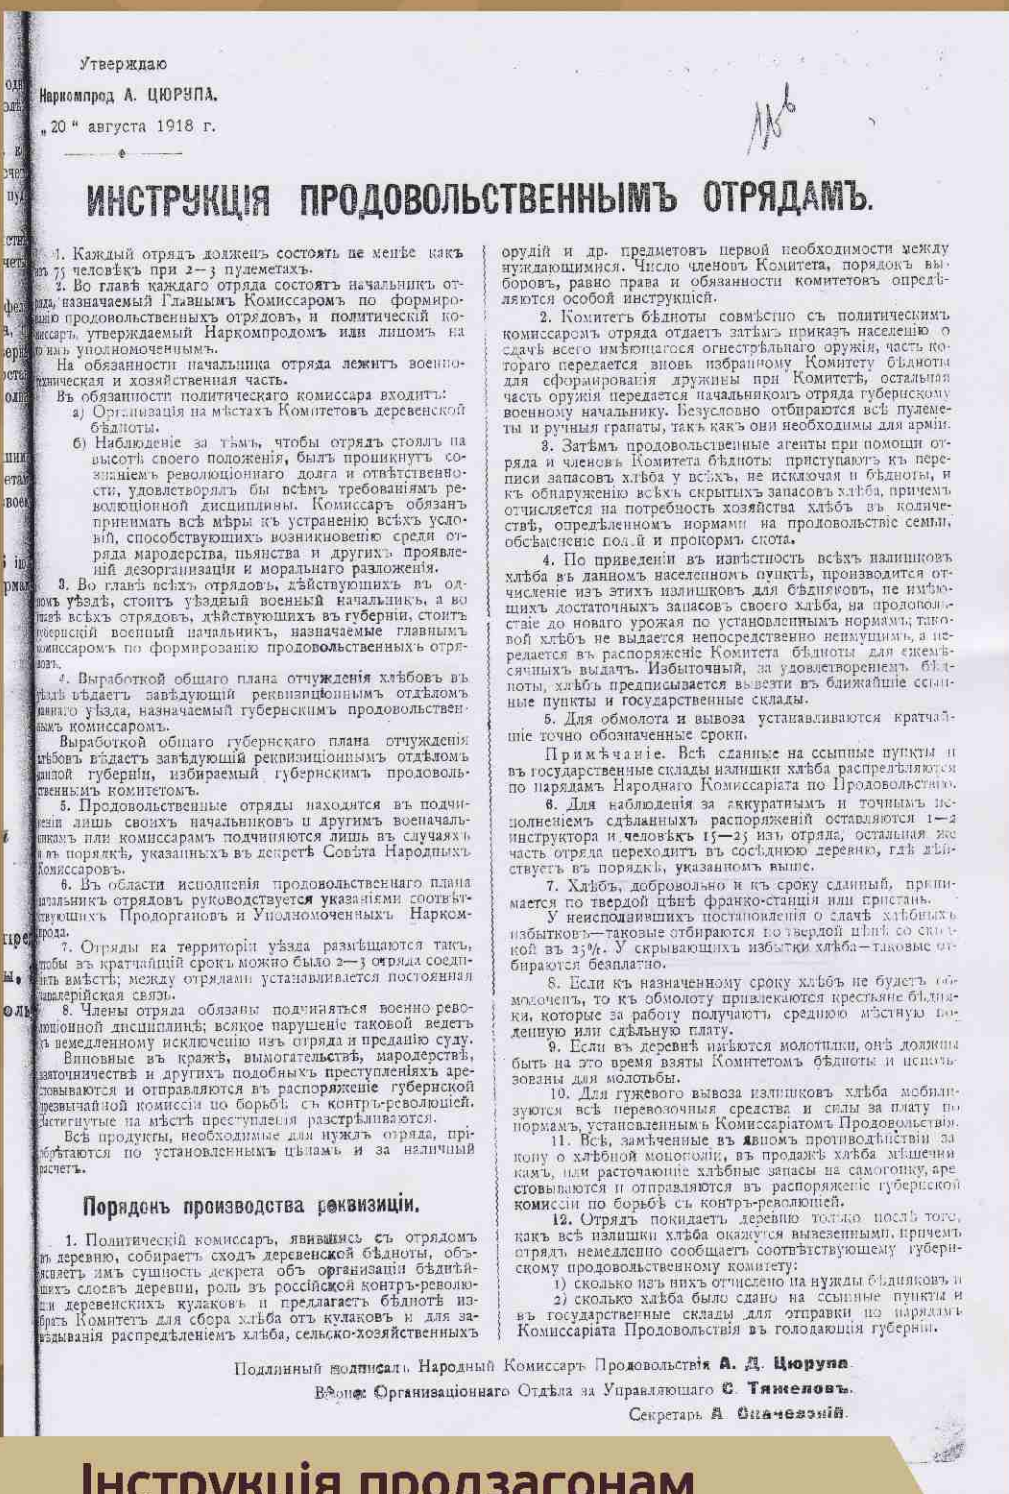 Утверждаю
Наркомпрод А. ЦЮРУПА.
„20“ августа 1918 г.
ИНСТРУКЦІЯ ПРОДОВОЛЬСТВЕННЫМЪ ОТРЯДАМЪ.
1. Каждый отрядъ долженъ состоять не менѣе какъ
изъ 75 человѣкъ при 2—3 пулеметахъ.
2. Во главѣ каждаго отряда состоятъ начальникъ от-
ряда, назначаемый Главнымъ Комиссаромъ по формиро-
ванію продовольственныхъ отрядовъ, и политическій ко-
миссаръ, утверждаемый Наркомпродомъ или лицомъ на
то имъ уполномоченнымъ.
На обязанности начальника отряда лежитъ военно-
техническая и хозяйственная часть.
Въ обязанности политическаго комиссара входитъ:
а) Организація на мѣстахъ Комитетовъ деревенской
бѣдноты.
б) Наблюденіе за тѣмъ, чтобы отрядъ стоялъ на
высотѣ своего положенія, былъ проникнутъ со-
знаніемъ революціоннаго долга и отвѣтственно-
сти, удовлетворялъ бы всѣмъ требованіямъ ре-
волюціонной дисциплины. Комиссаръ обязанъ
принимать всѣ мѣры къ устраненію всѣхъ усло-
вій, способствующихъ возникновенію среди от-
ряда мародерства, пьянства и другихъ проявле-
ній дезорганизаціи и моральнаго разложенія.
3. Во главѣ всѣхъ отрядовъ, дѣйствующихъ въ од-
номъ уѣздѣ, стоитъ уѣздный военный начальникъ, а во
главѣ всѣхъ отрядовъ, дѣйствующихъ въ губерніи, стоитъ
губернскій военный начальникъ, назначаемые главнымъ
комиссаромъ по формированію продовольственныхъ отря-
довъ.
4. Выработкой общаго плана отчужденія хлѣбовъ въ
уѣздѣ вѣдаетъ завѣдующій реквизиціоннымъ отдѣломъ
даннаго уѣзда, назначаемый губернскимъ продовольствен-
нымъ комиссаромъ.
Выработкой общаго губернскаго плана отчужденія
хлѣбовъ вѣдаетъ завѣдующій реквизиціоннымъ отдѣломъ
данной губерніи, избираемый губернскимъ продоволь-
ственнымъ комитетомъ.
5. Продовольственные отряды находятся въ подчи-
неніи лишь своихъ начальниковъ и другимъ военачаль-
никамъ или комиссарамъ подчиняются лишь въ случаяхъ
и въ порядкѣ, указанныхъ въ декретѣ Совѣта Народныхъ
Комиссаровъ.
6. Въ области исполненія продовольственнаго плана
начальникъ отрядовъ руководствуется указаніями соотвѣт-
ствующихъ Продоргановъ и Уполномоченныхъ Нарком-
прода.
7. Отряды на территоріи уѣзда размѣщаются такъ,
чтобы въ кратчайщій срокъ можно было 2—3 отряда соеди-
нить вмѣстѣ; между отрядами устанавливается постоянная
кавалерійская связь.
8. Члены отряда обязаны подчиняться военно-рево-
люціонной дисциплинѣ; всякое нарушеніе таковой ведетъ
къ немедленному исключенію изъ отряда и преданію суду.
Виновные въ кражѣ, вымогательствѣ, мародерствѣ,
взяточничествѣ и другихъ подобныхъ преступленіяхъ аре-
стовываются и отправляются въ распоряженіе губернской
чрезвычайной комиссіи по борьбѣ съ контръ-революціей.
Застигнутые на мѣстѣ преступленія разстрѣливаются.
Всѣ продукты, необходимые для нуждъ отряда, прі-
обрѣтаются по установленнымъ цѣнамъ и за наличный
расчетъ.
Порядокъ производства реквизиціи.
1. Политическій комиссаръ, явившись съ отрядомъ
въ деревню, собираетъ сходъ деревенской бѣдноты, объ-
ясняетъ имъ сущность декрета объ организаціи бѣднѣй-
шихъ слоевъ деревни, роль въ россійской контръ-револю-
ціи деревенскихъ кулаковъ и предлагаетъ бѣднотѣ из-
брать Комитетъ для сбора хлѣба отъ кулаковъ и для за-
вѣдыванія распредѣленіемъ хлѣба, сельско-хозяйственныхъ
орудій и др. предметовъ первой необходимости между
нуждающимися. Число членовъ Комитета, порядокъ вы-
боровъ, равно права и обязанности комитетовъ опредѣ-
ляются особой инструкціей.
2. Комитетъ бѣдноты совмѣстно съ политическимъ
комиссаромъ отряда отдаетъ затѣмъ приказъ населенію о
сдачѣ всего имѣющагося огнестрѣльнаго оружія, часть ко-
тораго передается вновь избранному Комитету бѣдноты
для сформированія дружины при Комитетѣ, остальная
часть оружія передается начальникомъ отряда губернскому
военному начальнику. Безусловно отбираются всѣ пулеме-
ты и ручныя гранаты, такъ какъ они необходимы для арміи.
3. Затѣмъ продовольственные агенты при помощи от-
ряда и членовъ Комитета бѣдноты приступаютъ къ пере-
писи запасовъ хлѣба у всѣхъ, не исключая и бѣдноты, и
къ обнаруженію всѣхъ скрытыхъ запасовъ хлѣба, причемъ
отчисляется на потребность хозяйства хлѣбъ въ количе-
ствѣ, опредѣленномъ нормами на продовольствіе семьи,
обсѣмененіе полей и прокормъ скота.
4. По приведеніи въ извѣстность всѣхъ излишковъ
хлѣба въ данномъ населенномъ пунктѣ, производится от-
численіе изъ этихъ излишковъ для бѣдняковъ, не имѣю-
щихъ достаточныхъ запасовъ своего хлѣба, на продоволь-
ствіе до новаго урожая по установленнымъ нормамъ; тако-
вой хлѣбъ не выдается непосредственно неимущимъ, а пе-
редается въ распоряженіе Комитета бѣдноты для ежемѣ-
сячныхъ выдачъ. Избыточный, за удовлетвореніемъ бѣд-
ноты, хлѣбъ предписывается вывезти въ ближайшіе ссып-
ные пункты и государственные склады.
5. Для обмолота и вывоза устанавливаются кратчай-
шіе точно обозначенные сроки.
Примѣчаніе. Всѣ сданные на ссыпные пункты и
въ государственные склады излишки хлѣба распредѣляются
по нарядамъ Народнаго Комиссаріата по Продовольствію.
6. Для наблюденія за аккуратнымъ и точнымъ ис-
полненіемъ сдѣланныхъ распоряженій оставляются 1—2
инструктора и человѣкъ 15—25 изъ отряда, остальная же
часть отряда переходитъ въ сосѣднюю деревню, гдѣ дѣй-
ствуетъ въ порядкѣ, указанномъ выше.
7. Хлѣбъ, добровольно и къ сроку сданный, прини-
мается по твердой цѣнѣ франко-станція или пристань.
У неисполнившихъ постановленія о сдачѣ хлѣбныхъ
избытковъ—таковые отбираются по твердой цѣнѣ со скид-
кой въ 25%. У скрывающихъ избытки хлѣба—таковые от-
бираются безплатно.
8. Если къ назначенному сроку хлѣбъ не будетъ об-
молоченъ, то къ обмолоту привлекаются крестьяне бѣдня-
ки, которые за работу получаютъ среднюю мѣстную по-
денную или сдѣльную плату.
9. Если въ деревнѣ имѣются молотилки, онѣ должны
быть на это время взяты Комитетомъ бѣдноты и исполь-
зованы для молотьбы.
10. Для гужевого вывоза излишковъ хлѣба мобили-
зуются всѣ перевозочныя средства и силы за плату по
нормамъ, установленнымъ Комиссаріатомъ Продовольствія.
11. Всѣ, замѣченные въ явномъ противодѣйствіи за
кону о хлѣбной монополіи, въ продажѣ хлѣба мѣшечни
камъ, или расточающіе хлѣбные запасы на самогонку, аре
стовываются и отправляются въ распоряженіе губернской
комиссіи по борьбѣ съ контръ-революціей.
12. Отрядъ покидаетъ деревню только послѣ того,
какъ всѣ излишки хлѣба окажутся вывезенными, причемъ
отрядъ немедленно сообщаетъ соотвѣтствующему губерн-
скому продовольственному комитету:
1) сколько изъ нихъ отчислено на нужды бѣдняковъ и
2) сколько хлѣба было сдано на ссыпные пункты и
въ государственные склады для отправки по нарядамъ
Комиссаріата Продовольствія въ голодающія губерніи.
Подлинный подписалъ Народный Комиссаръ Продовольствія А. Д. Цюрупа.
Вѣрно: Организаціоннаго Отдѣла за Управляющаго С. Тяжеловъ.
Секретарь А.
Інструкція продзагонам